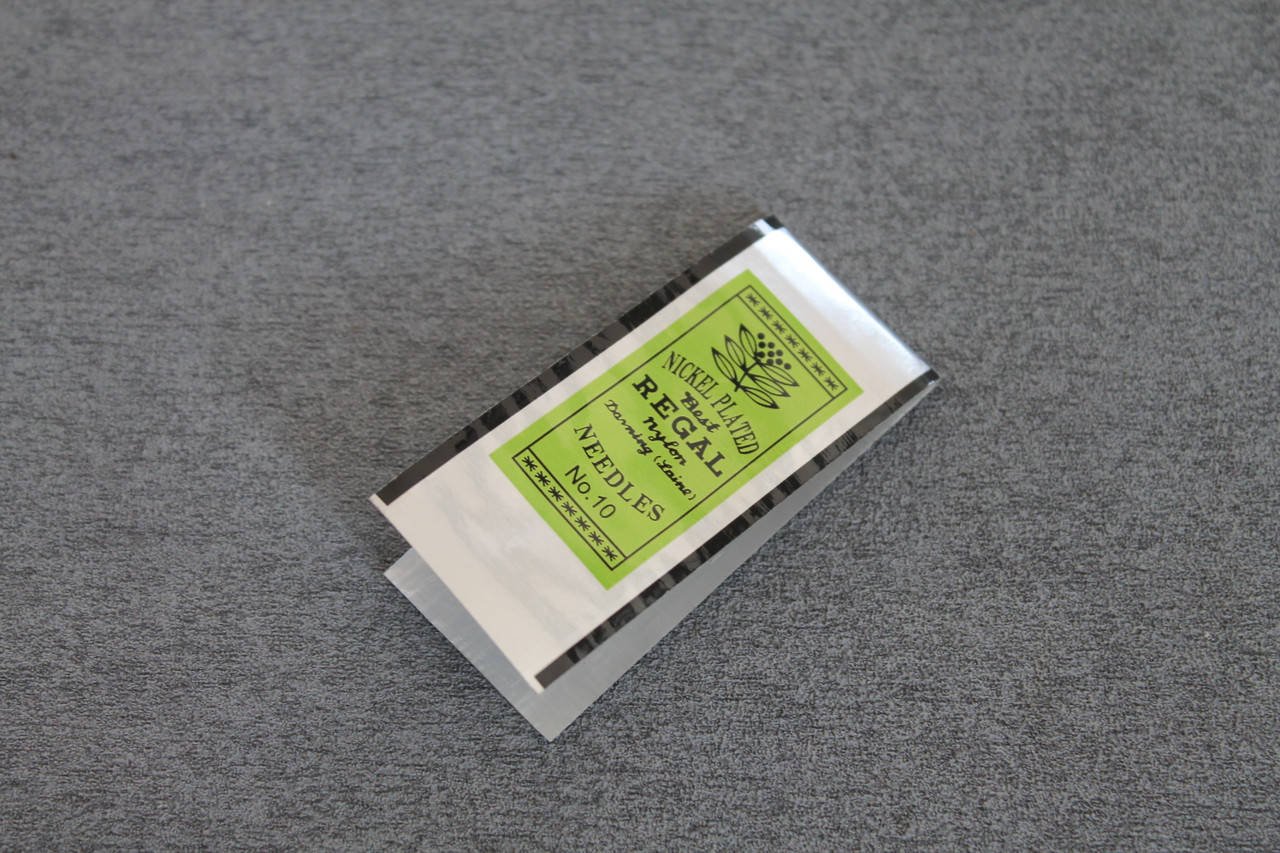 NICKEL PLATED
Best
REGAL
Nylon
Darning (Laine)
NEEDLES
No. 10